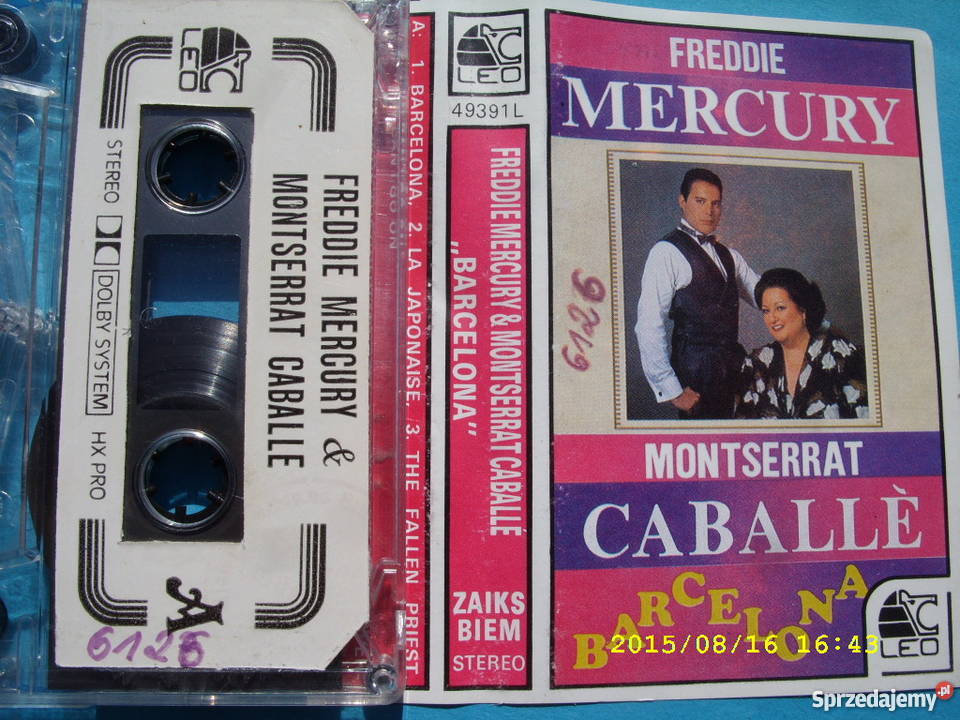 LEO
STEREO
DOLBY SYSTEM
HX PRO
FREDDIE MERCURY &
MONTSERRAT CABALLE
A
6126
A: 1. BARCELONA, 2. LA JAPONAISE. 3. THE FALLEN PRIEST
LEO
49391L
FREDDIE MERCURY & MONTSERRAT CABALLÉ
„BARCELONA”
ZAIKS
BIEM
STEREO
FREDDIE
MERCURY
6126
MONTSERRAT
CABALLÈ
BARCELONA
LEO
2015/08/16 16:43
Sprzedajemy.pl